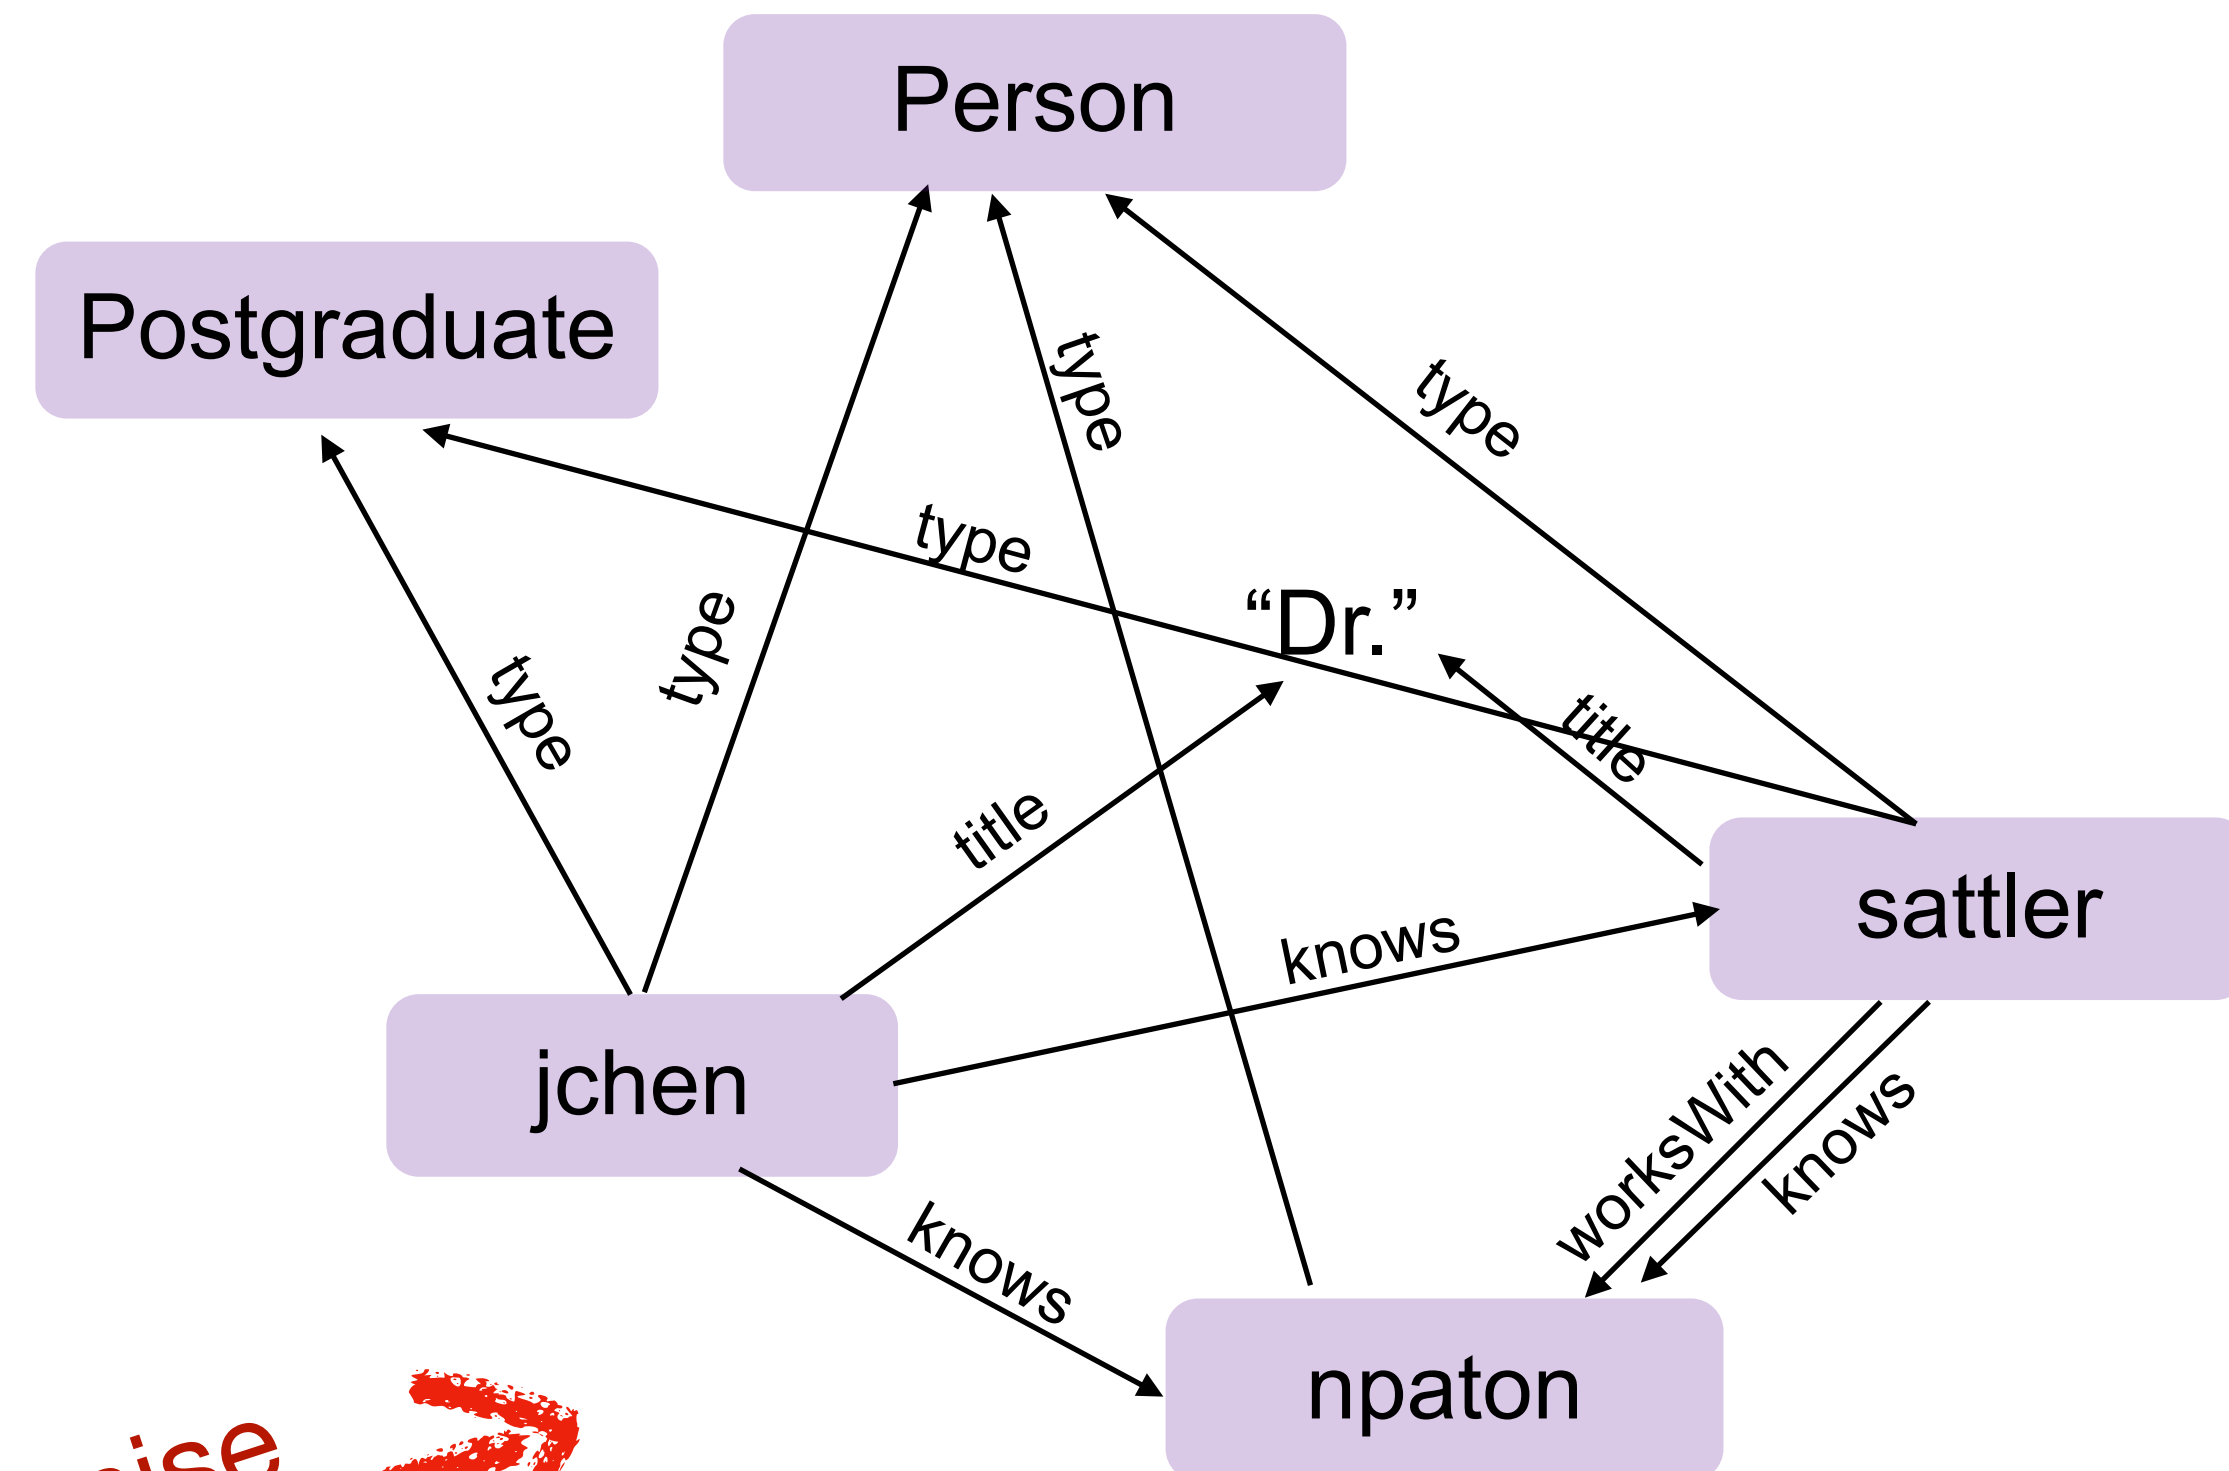 Person
Postgraduate
type
type
type
“Dr.”
type
type
title
title
sattler
knows
jchen
worksWith
knows
knows
npaton